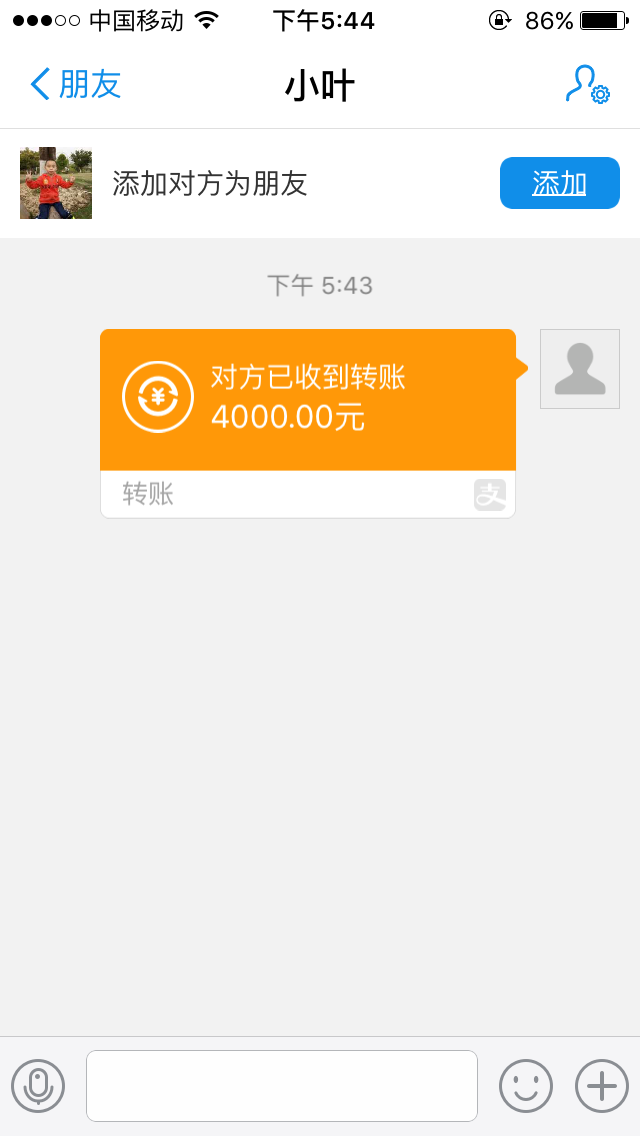 中国移动
下午5:44
86%
朋友
小叶
添加对方为朋友
添加
下午 5:43
对方已收到转账
4000.00元
转账
支